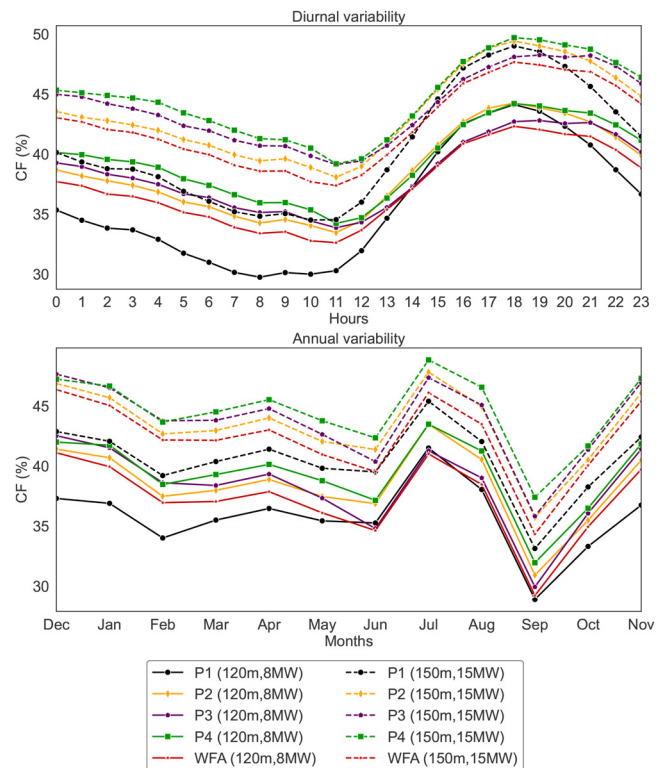 Diurnal variability
50
45
40
35
30
CF (%)
0 1 2 3 4 5 6 7 8 9 10 11 12 13 14 15 16 17 18 19 20 21 22 23
Hours
Annual variability
45
40
35
30
CF (%)
Dec Jan Feb Mar Apr May Jun Jul Aug Sep Oct Nov
Months
P1 (120m,8MW) P1 (150m,15MW)
P2 (120m,8MW) P2 (150m,15MW)
P3 (120m,8MW) P3 (150m,15MW)
P4 (120m,8MW) P4 (150m,15MW)
WFA (120m,8MW) WFA (150m,15MW)